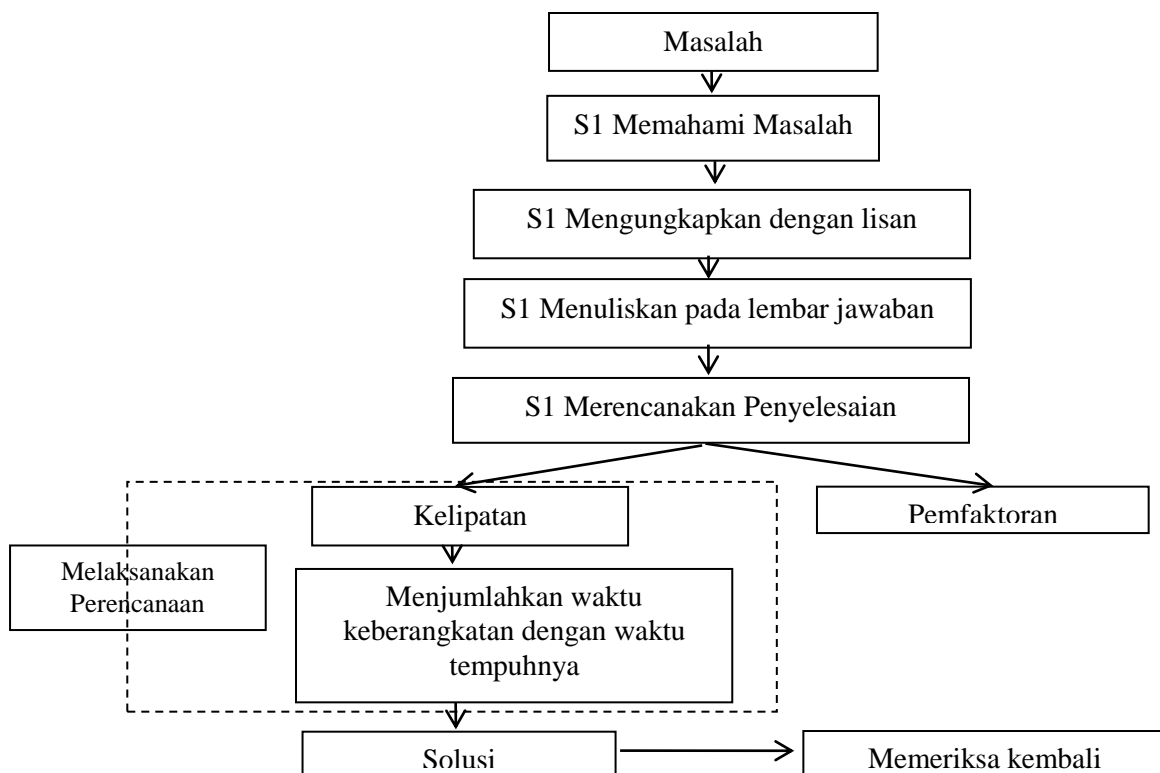 Masalah
S1 Memahami Masalah
S1 Mengungkapkan dengan lisan
S1 Menuliskan pada lembar jawaban
S1 Merencanakan Penyelesaian
Kelipatan
Pemfaktoran
Melaksanakan
Perencanaan
Menjumlahkan waktu
keberangkatan dengan waktu
tempuhnya
Solusi
Memeriksa kembali